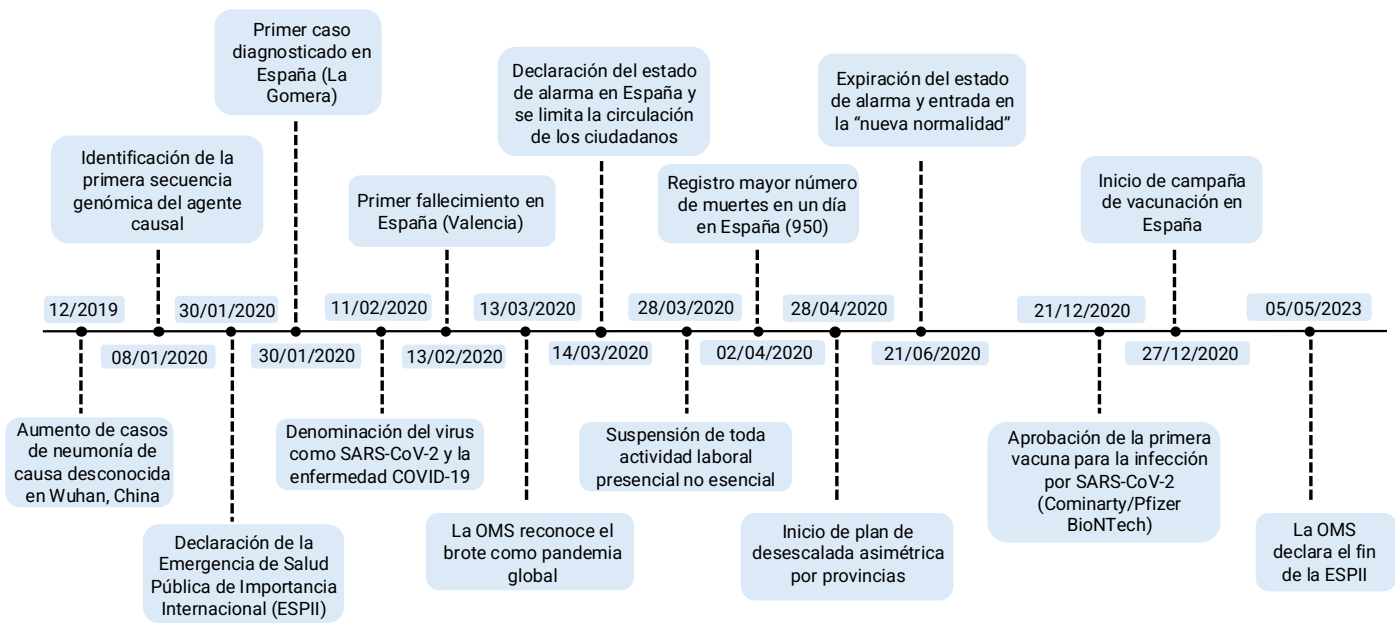 Primer caso
diagnosticado en
España (La
Gomera)
Declaración del estado
de alarma en España y
se limita la circulación
de los ciudadanos
Expiración del estado
de alarma y entrada en
la “nueva normalidad”
Identificación de la
primera secuencia
genómica del agente
causal
Primer fallecimiento en
España (Valencia)
Registro mayor número
de muertes en un día
en España (950)
Inicio de campaña
de vacunación en
España
12/2019
30/01/2020
11/02/2020
13/03/2020
28/03/2020
28/04/2020
21/12/2020
05/05/2023
08/01/2020
30/01/2020
13/02/2020
14/03/2020
02/04/2020
21/06/2020
27/12/2020
Aumento de casos
de neumonía de
causa desconocida
en Wuhan, China
Denominación del virus
como SARS-CoV-2 y la
enfermedad COVID-19
Suspensión de toda
actividad laboral
presencial no esencial
Aprobación de la primera
vacuna para la infección
por SARS-CoV-2
(Cominarty/Pfizer
BioNTech)
Declaración de la
Emergencia de Salud
Pública de Importancia
Internacional (ESPII)
La OMS reconoce el
brote como pandemia
global
Inicio de plan de
desescalada asimétrica
por provincias
La OMS
declara el fin
de la ESPII